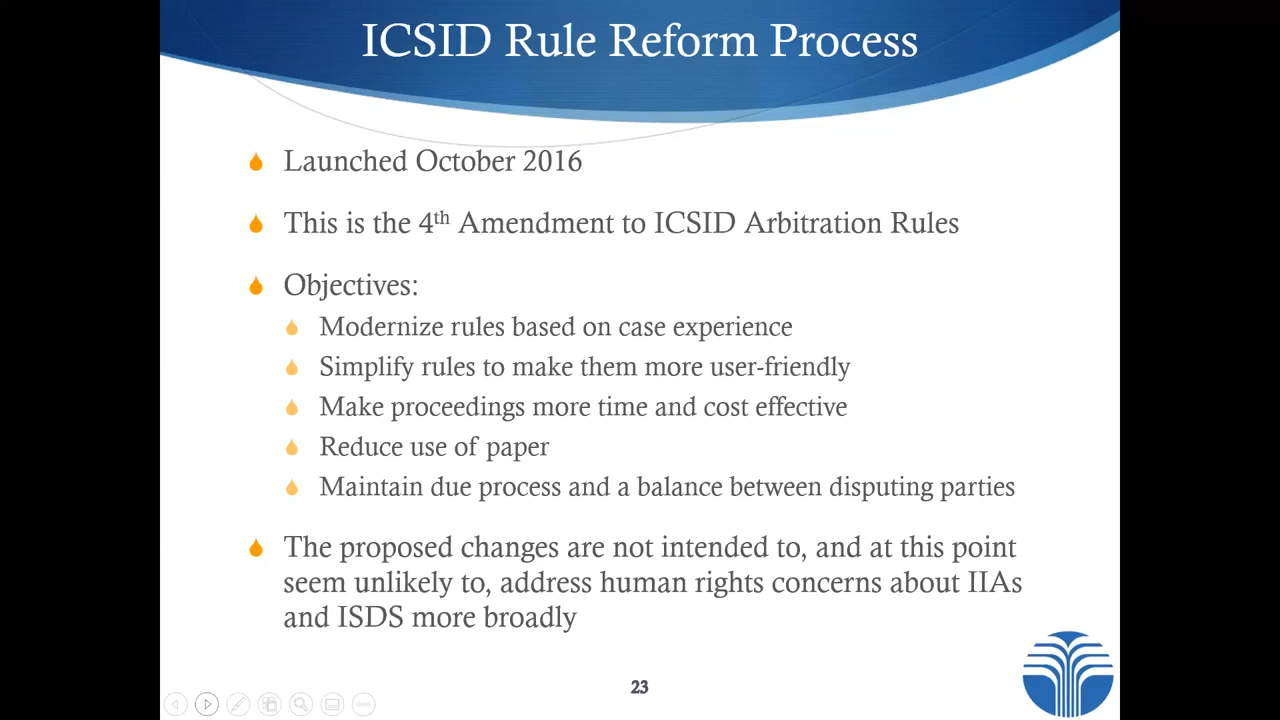 ICSID Rule Reform Process
Launched October 2016
This is the 4th Amendment to ICSID Arbitration Rules
Objectives:
Modernize rules based on case experience
Simplify rules to make them more user-friendly
Make proceedings more time and cost effective
Reduce use of paper
Maintain due process and a balance between disputing parties
The proposed changes are not intended to, and at this point
seem unlikely to, address human rights concerns about IIAs
and ISDS more broadly
23